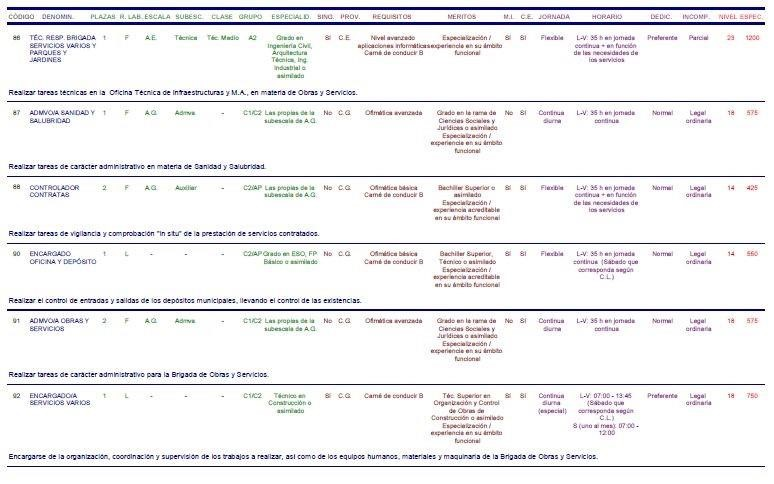 CÓDIGO DENOMIN. PLAZAS R. LAB. ESCALA SUBESC. CLASE GRUPO ESPECIALID. SING. PROV. REQUISITOS MERITOS M.I. C.E. JORNADA HORARIO DEDIC. INCOMP. NIVEL ESPEC.
86 TÉC. RESP. BRIGADA 1 F A.E. Técnica Téc. Medio A2 Grado en SI C.E. Nivel avanzado Especialización / SI SI Flexible L-V: 35 h en jornada Preferente Parcial 23 1200
SERVICIOS VARIOS Y Ingeniería Civil, aplicaciones informáticas experiencia en su ámbito continua + en función
PARQUES Y Arquitectura Carné de conducir B funcional de las necesidades de
JARDINES Técnica, Ing. los servicios
Industrial o
asimilado
Realizar tareas técnicas en la Oficina Técnica de Infraestructuras y M.A., en materia de Obras y Servicios.
87 ADMVO/A SANIDAD Y 1 F A.G. Admva. - C1/C2 Las propias de la No C.G. Ofimática avanzada Grado en la rama de No SI Continua L-V: 35 h en jornada Normal Legal 18 575
SALUBRIDAD subescala de A.G. Ciencias Sociales y diurna continua ordinaria
Jurídicas o asimilado
Especialización /
experiencia en su ámbito
funcional
Realizar tareas de carácter administrativo en materia de Sanidad y Salubridad.
88 CONTROLADOR 2 F A.G. Auxiliar - C2/AP Las propias de la No C.G. Ofimática básica Bachiller Superior o SI SI Flexible L-V: 35 h en jornada Normal Legal 14 425
CONTRATAS subescala de A.G. Carné de conducir B asimilado continua + en función ordinaria
Especialización / de las necesidades de
experiencia acreditable los servicios
en su ámbito funcional
Realizar tareas de vigilancia y comprobación "in situ" de la prestación de servicios contratados.
90 ENCARGADO 1 L - - - C2/AP Grado en ESO, FP No C.G. Ofimática básica Bachiller Superior, SI SI Flexible L-V: 35 h en jornada Normal Legal 14 550
OFICINA Y DEPÓSITO Básico o asimilado Carné de conducir B Técnico o asimilado continua (Sábado que ordinaria
Especialización / corresponda según
experiencia acreditable C.L.)
en su ámbito funcional
Realizar el control de entradas y salidas de los depósitos municipales, llevando el control de las existencias.
91 ADMVO/A OBRAS Y 2 F A.G. Admva. - C1/C2 Las propias de la No C.G. Ofimática avanzada Grado en la rama de No SI Continua L-V: 35 h en jornada Normal Legal 18 575
SERVICIOS subescala de A.G. Ciencias Sociales y diurna continua ordinaria
Jurídicas o asimilado
Especialización /
experiencia en su ámbito
funcional
Realizar tareas de carácter administrativo para la Brigada de Obras y Servicios.
92 ENCARGADO/A 1 L - - - C1/C2 Técnico en SI C.G. Carné de conducir B Téc. Superior en SI SI Continua L-V: 07:00 - 13:45 Preferente Legal 18 750
SERVICIOS VARIOS Construcción o Organización y Control diurna (Sábado que ordinaria
asimilado de Obras de (especial) corresponda según
Construcción o asimilado C.L.)
Especialización / S (uno al mes): 07:00 -
experiencia en su ámbito 12:00
funcional
Encargarse de la organización, coordinación y supervisión de los trabajos a realizar, así como de los equipos humanos, materiales y maquinaria de la Brigada de Obras y Servicios.